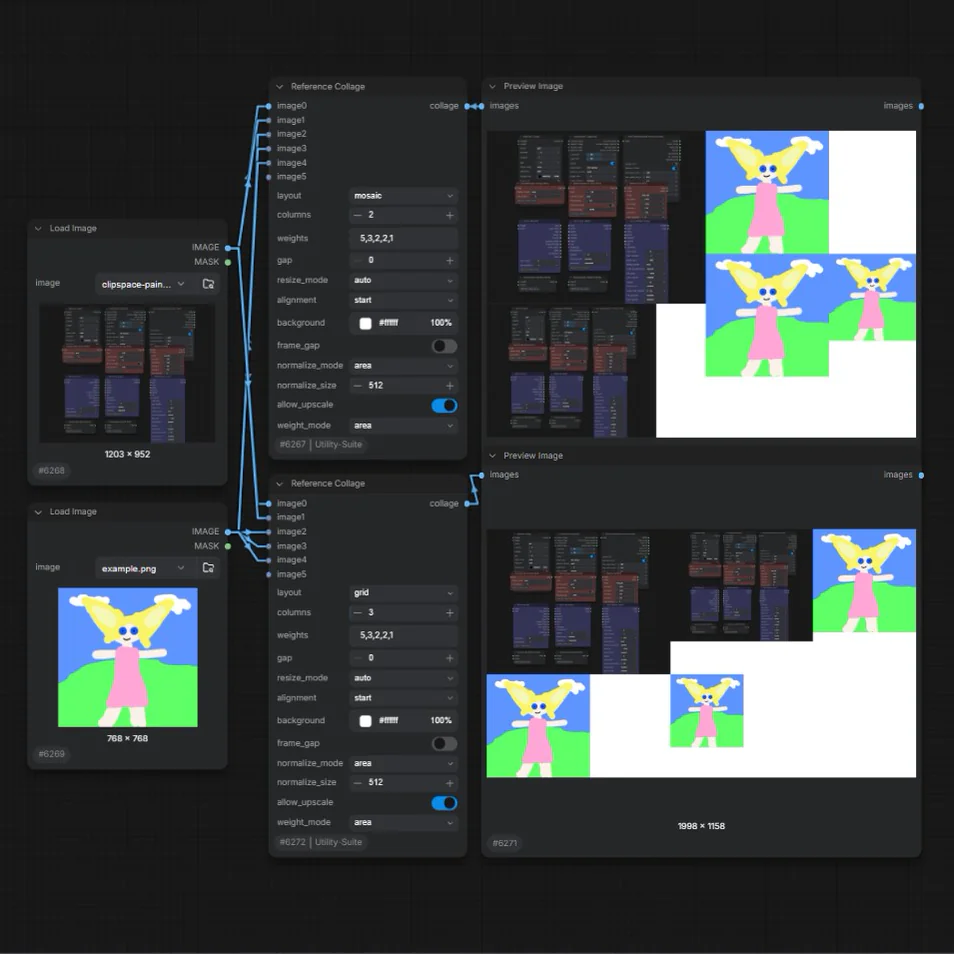 Load Image
IMAGE
MASK
image
clipspace-pain...
1203 × 952
#6268
Load Image
IMAGE
MASK
image
example.png
768 × 768
#6269
Reference Collage
image0
collage
image1
image2
image3
image4
image5
layout
mosaic
columns
2
weights
5,3,2,2,1
gap
0
resize_mode
auto
alignment
start
background
#ffffff
100%
frame_gap
normalize_mode
area
normalize_size
512
allow_upscale
weight_mode
area
#6267 | Utility-Suite
Reference Collage
image0
collage
image1
image2
image3
image4
image5
layout
grid
columns
3
weights
5,3,2,2,1
gap
0
resize_mode
auto
alignment
start
background
#ffffff
100%
frame_gap
normalize_mode
area
normalize_size
512
allow_upscale
weight_mode
area
#6272 | Utility-Suite
Preview Image
images
images
Preview Image
images
images
1998 × 1158
#6271